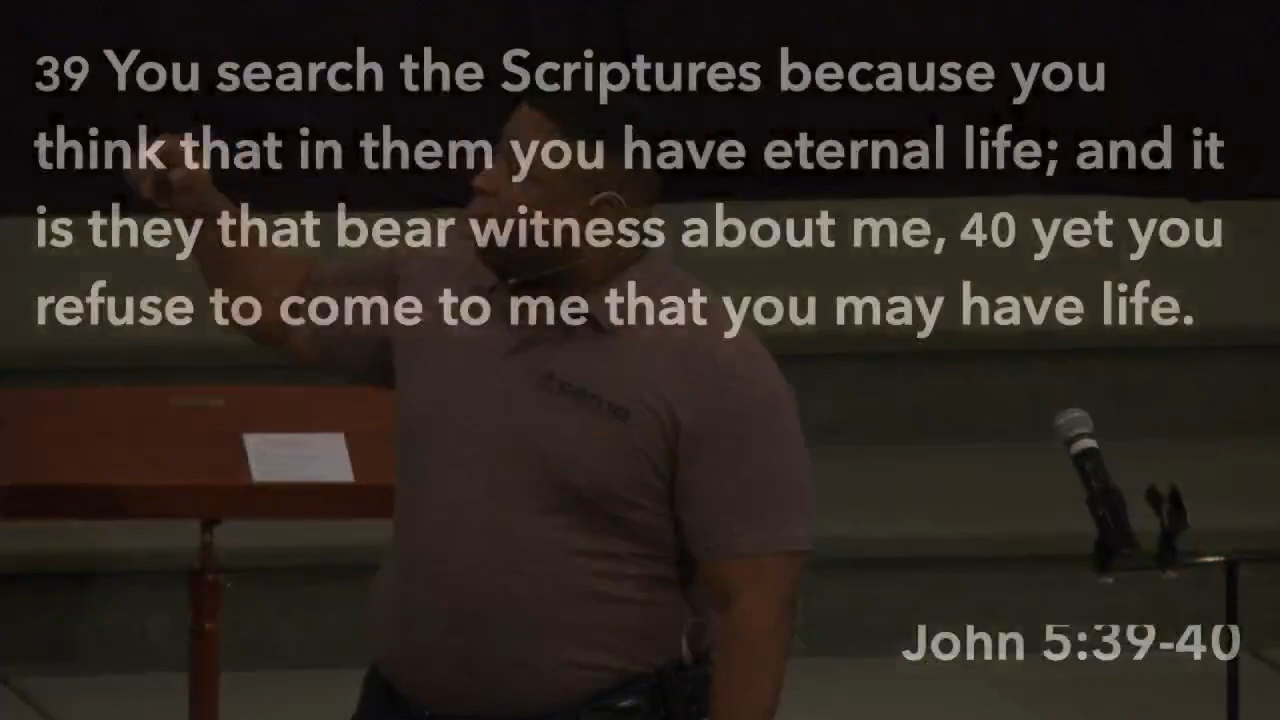 39 You search the Scriptures because you
think that in them you have eternal life; and it
is they that bear witness about me, 40 yet you
refuse to come to me that you may have life.
John 5:39-40